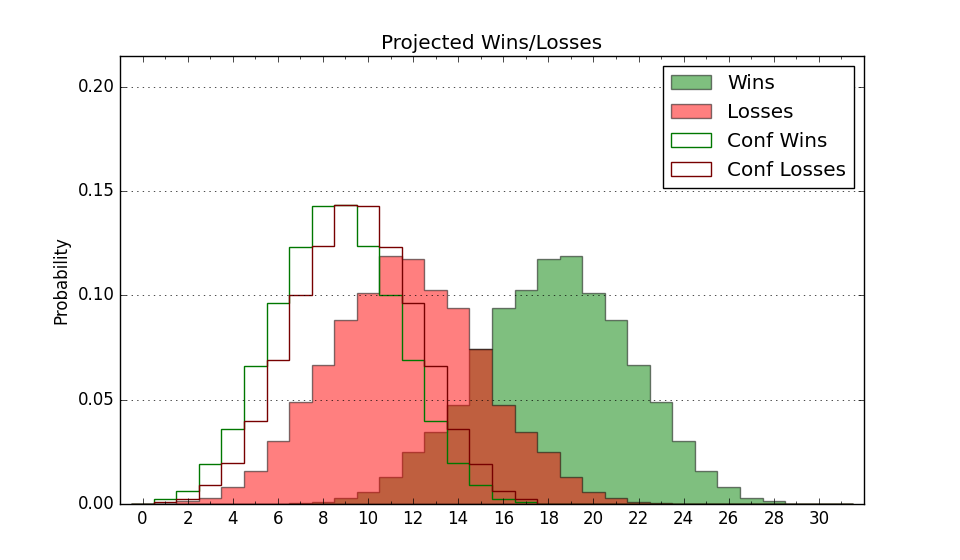 Projected Wins/Losses
0.20
0.15
0.10
0.05
0.00
Probability
Wins
Losses
Conf Wins
Conf Losses
0 2 4 6 8 10 12 14 16 18 20 22 24 26 28 30